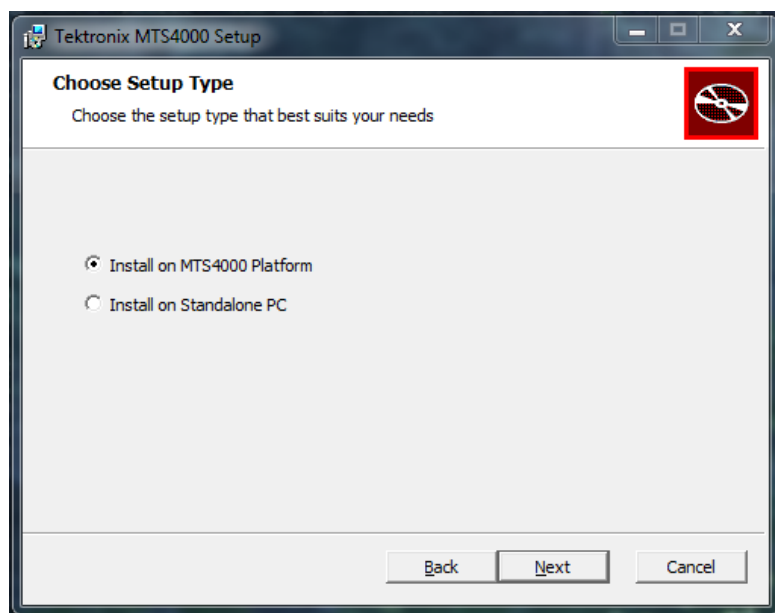 Tektronix MTS4000 Setup
Choose Setup Type
Choose the setup type that best suits your needs
Install on MTS4000 Platform
Install on Standalone PC
Back Next Cancel